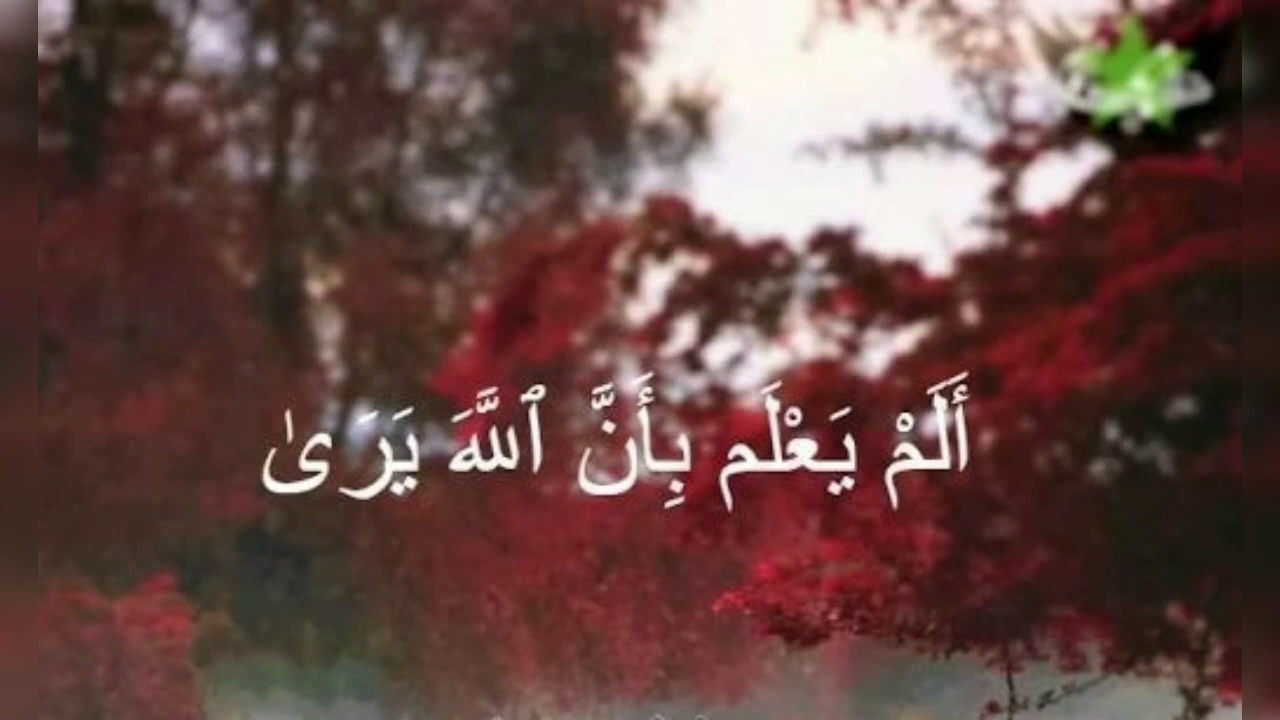 أَلَمْ يَعْلَم بِأَنَّ ٱللَّهَ يَرَىٰ